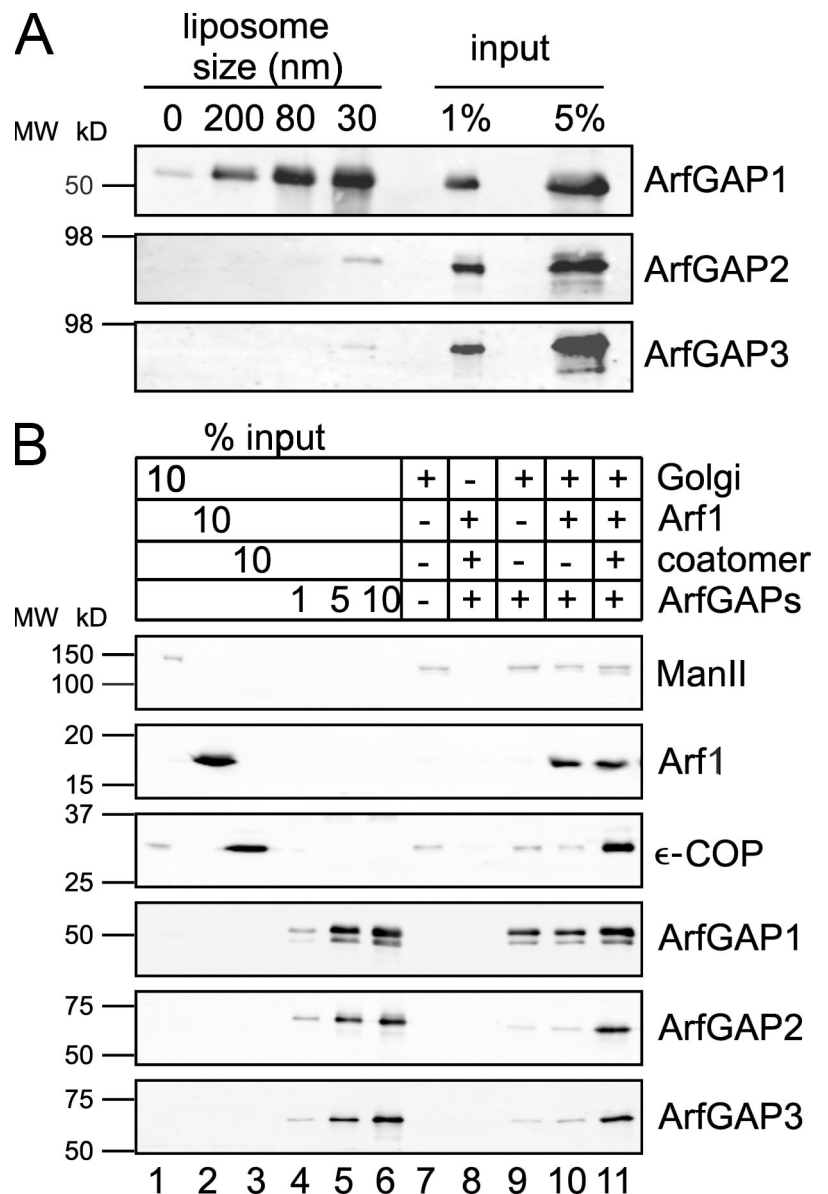 A
liposome
size (nm)
input
MW kD
0 200 80 30
1% 5%
50
ArfGAP1
98
ArfGAP2
98
ArfGAP3
B
% input
10 + - + + + Golgi
10 - + - + + Arf1
10 - + - - + coatomer
1 5 10 - + + + + ArfGAPs
MW kD
150
100
ManII
20
15
Arf1
37
25
ϵ-COP
50
ArfGAP1
75
50
ArfGAP2
75
50
ArfGAP3
1 2 3 4 5 6 7 8 9 10 11